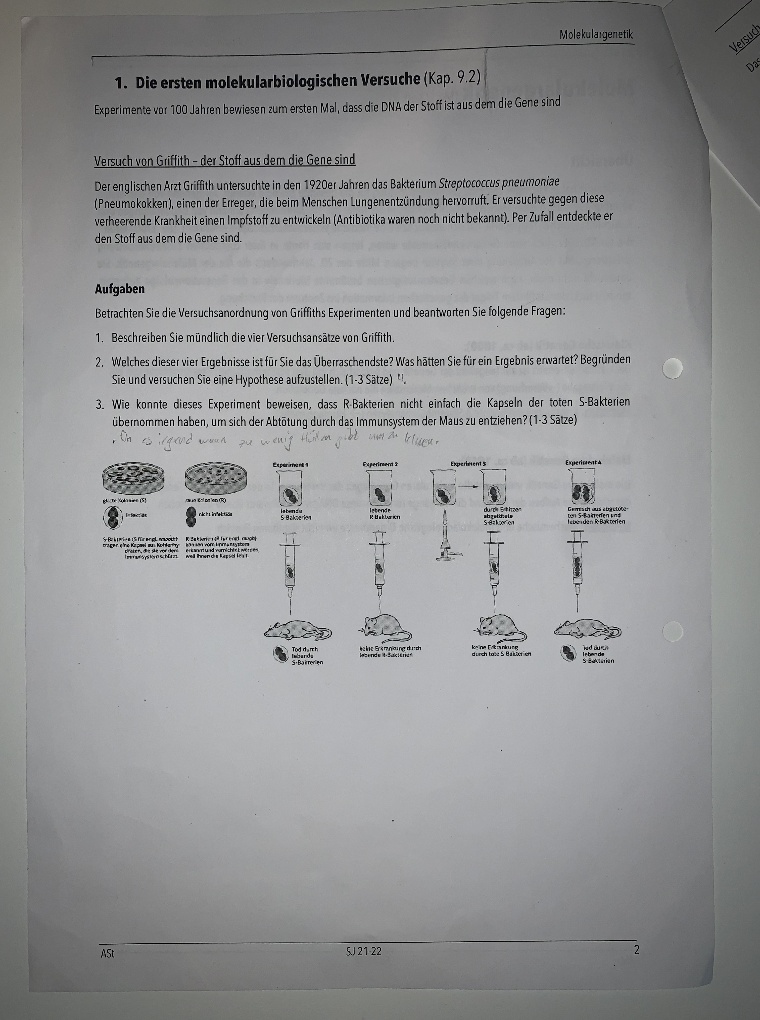 Versuch
Das
Molekulargenetik
1. Die ersten molekularbiologischen Versuche (Kap. 9.2)
Experimente vor 100 Jahren bewiesen zum ersten Mal, dass die DNA der Stoff ist aus dem die Gene sind
Versuch von Griffith – der Stoff aus dem die Gene sind
Der englischen Arzt Griffith untersuchte in den 1920er Jahren das Bakterium Streptococcus pneumoniae
(Pneumokokken), einen der Erreger, die beim Menschen Lungenentzündung hervorruft. Er versuchte gegen diese
verheerende Krankheit einen Impfstoff zu entwickeln (Antibiotika waren noch nicht bekannt). Per Zufall entdeckte er
den Stoff aus dem die Gene sind.
Aufgaben
Betrachten Sie die Versuchsanordnung von Griffiths Experimenten und beantworten Sie folgende Fragen:
1. Beschreiben Sie mündlich die vier Versuchsansätze von Griffith.
2. Welches dieser vier Ergebnisse ist für Sie das Überraschendste? Was hätten Sie für ein Ergebnis erwartet? Begründen
Sie und versuchen Sie eine Hypothese aufzustellen. (1-3 Sätze)
3. Wie konnte dieses Experiment beweisen, dass R-Bakterien nicht einfach die Kapseln der toten S-Bakterien
übernommen haben, um sich der Abtötung durch das Immunsystem der Maus zu entziehen? (1-3 Sätze)
es irgend wann zu wenig Hüllen gibt
Experiment 1 Experiment 2 Experiment 3 Experiment 4
glatte Kolonien (S) raue Kolonien (R)
infektiös nicht infektiös
S-Bakterien (S für engl. smooth)
tragen eine Kapsel aus Kohlenhy-
draten, die sie vor dem
Immunsystem schützt.
R-Bakterien (R für engl. rough)
können vom Immunsystem
erkannt und vernichtet werden,
weil ihnen die Kapsel fehlt.
lebende
S-Bakterien
lebende
R-Bakterien
durch Erhitzen
abgetötete
S-Bakterien
Gemisch aus abgetöte-
ten S-Bakterien und
lebenden R-Bakterien
Tod durch
lebende
S-Bakterien
keine Erkrankung durch
lebende R-Bakterien
keine Erkrankung
durch tote S-Bakterien
Tod durch
lebende
S-Bakterien
ASt SJ 21-22 2